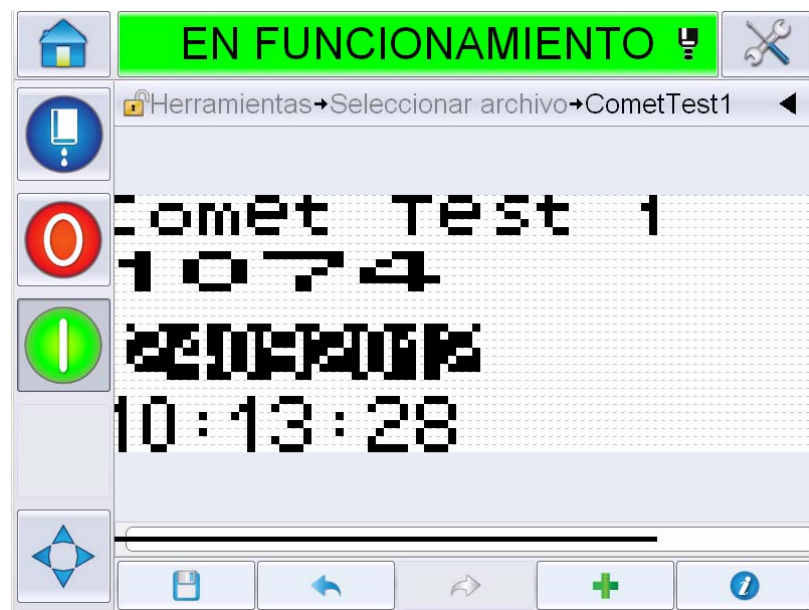 EN FUNCIONAMIENTO
Herramientas→Seleccionar archivo→CometTest1
Comet Test 1
1074
10:13:28